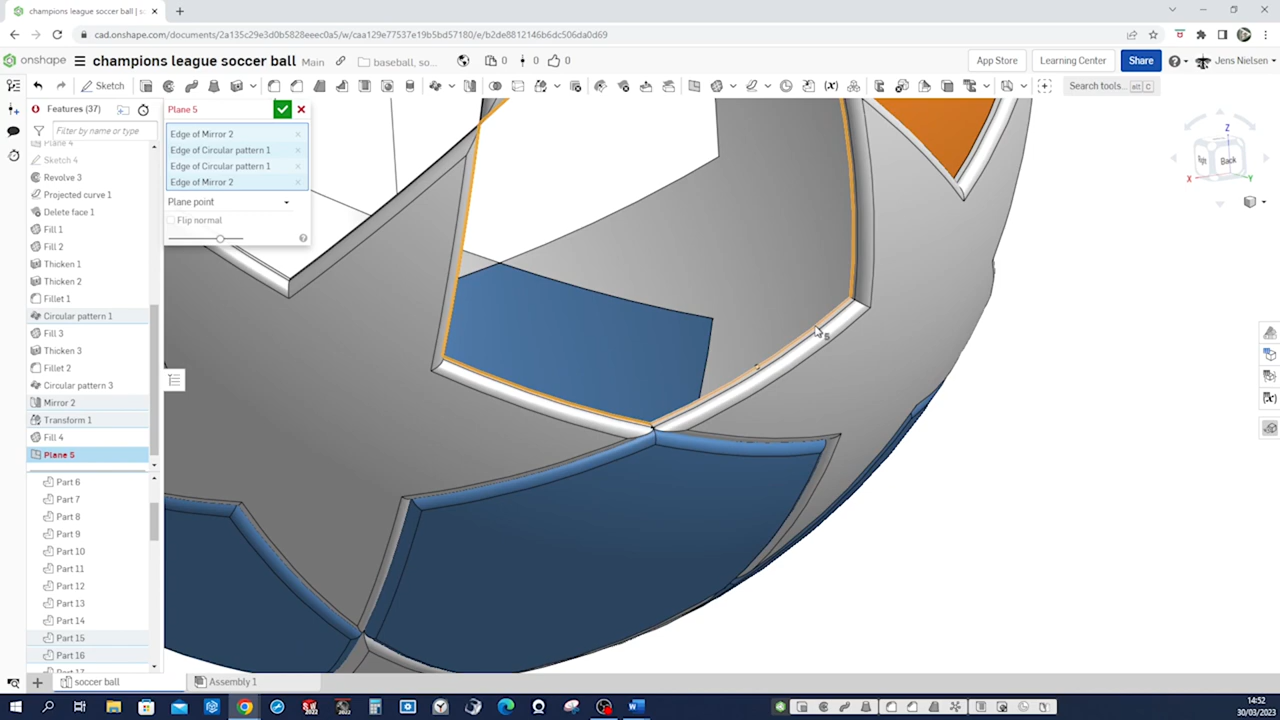 champions league soccer ball | s
cad.onshape.com/documents/2a135c29e3d0b5828eeec0a5/w/caa129e77537e19b5bd57180/e/b2de8812146b6dc506da0d69
onshape
champions league soccer ball Main
baseball, so...
0
0
0
App Store
Learning Center
Share
Jens Nielsen
Sketch
Search tools...
alt C
Features (37)
Filter by name or type
Plane 4
Sketch 4
Revolve 3
Projected curve 1
Delete face 1
Fill 1
Fill 2
Thicken 1
Thicken 2
Fillet 1
Circular pattern 1
Fill 3
Thicken 3
Fillet 2
Circular pattern 3
Mirror 2
Transform 1
Fill 4
Plane 5
Part 6
Part 7
Part 8
Part 9
Part 10
Part 11
Part 12
Part 13
Part 14
Part 15
Part 16
Part 17
Plane 5
Edge of Mirror 2
Edge of Circular pattern 1
Edge of Circular pattern 1
Edge of Mirror 2
Plane point
Flip normal
Z
Back
X
Y
soccer ball
Assembly 1
14:52
30/03/2023